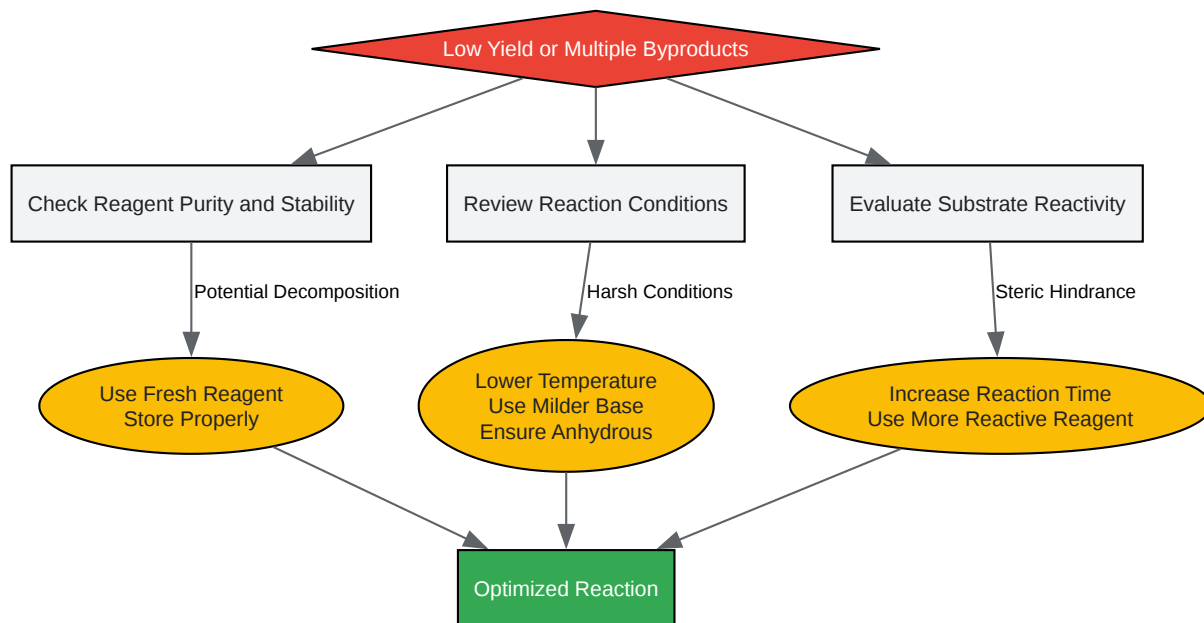 Low Yield or Multiple Byproducts
Check Reagent Purity and Stability
Review Reaction Conditions
Evaluate Substrate Reactivity
Potential Decomposition
Harsh Conditions
Steric Hindrance
Use Fresh Reagent
Store Properly
Lower Temperature
Use Milder Base
Ensure Anhydrous
Increase Reaction Time
Use More Reactive Reagent
Optimized Reaction